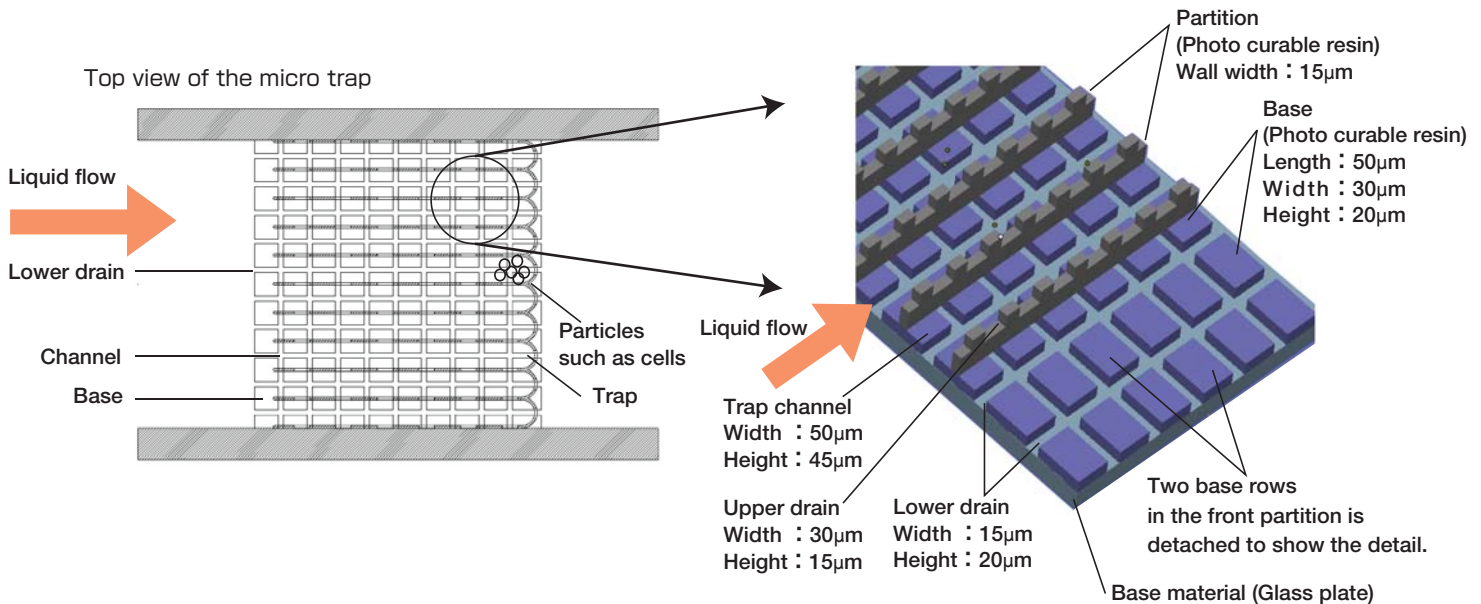 Top view of the micro trap
Liquid flow
Lower drain
Channel
Base
Particles
such as cells
Trap
Partition
(Photo curable resin)
Wall width：15μm
Base
(Photo curable resin)
Length：50μm
Width：30μm
Height：20μm
Liquid flow
Trap channel
Width ：50μm
Height：45μm
Upper drain
Width ：30μm
Height：15μm
Lower drain
Width ：15μm
Height：20μm
Two base rows
in the front partition is
detached to show the detail.
Base material (Glass plate)